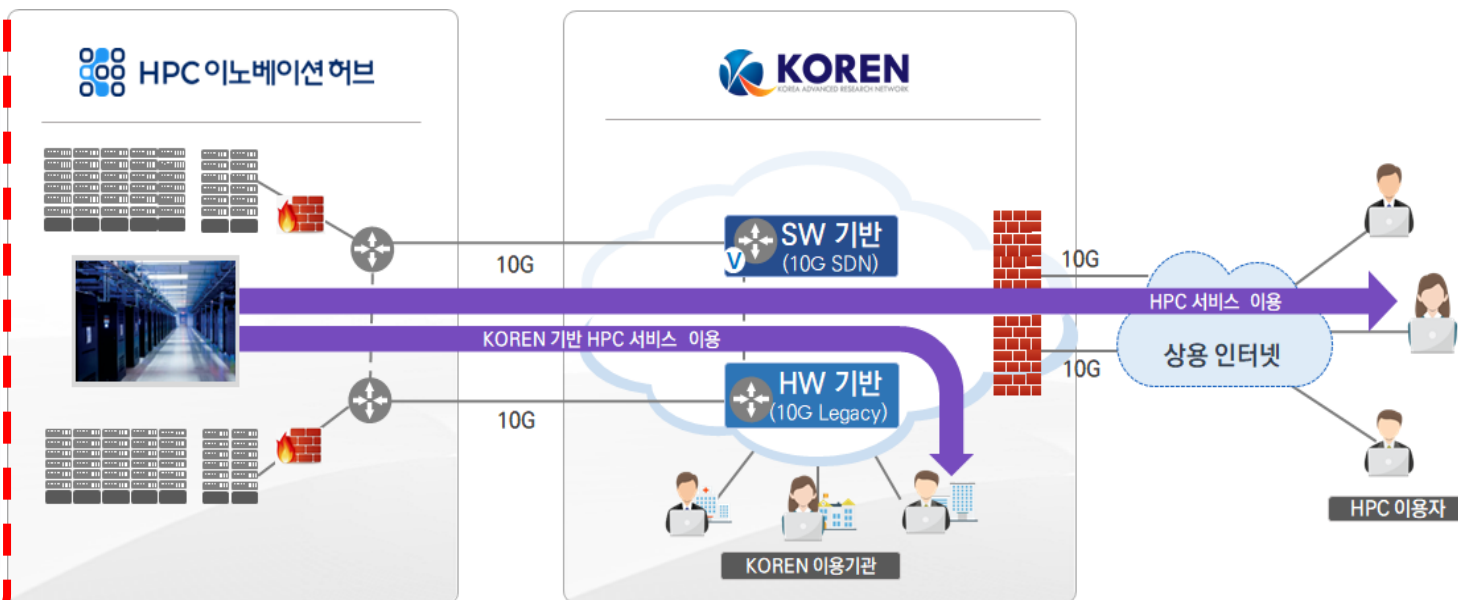 HPC 이노베이션 허브
KOREN
KOREA ADVANCED RESEARCH NETWORK
SW 기반
(10G SDN)
V
10G
10G
HPC 서비스 이용
KOREN 기반 HPC 서비스 이용
상용 인터넷
10G
HW 기반
(10G Legacy)
10G
HPC 이용자
KOREN 이용기관